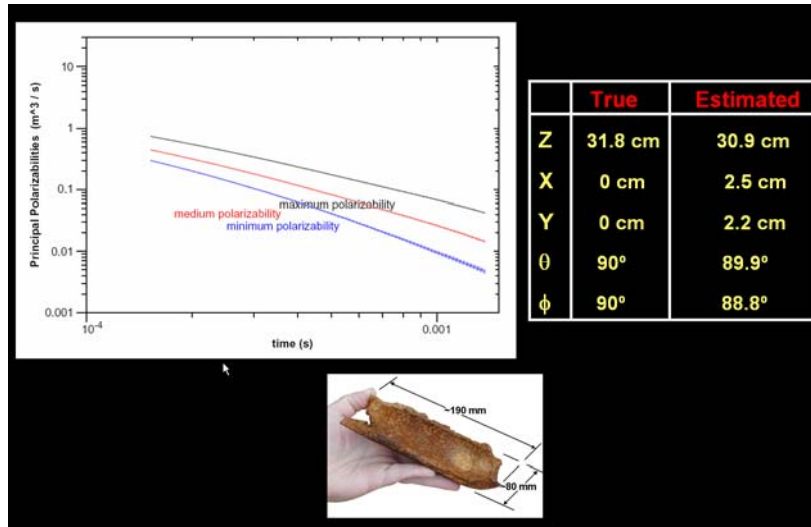 Principal Polarizabilities (m^3 / s)
10
1
0.1
0.01
0.001
maximum polarizability
medium polarizability
minimum polarizability
10-4
0.001
time (s)
True Estimated
Z 31.8 cm 30.9 cm
X 0 cm 2.5 cm
Y 0 cm 2.2 cm
θ 90º 89.9º
ϕ 90º 88.8º
~190 mm
~80 mm